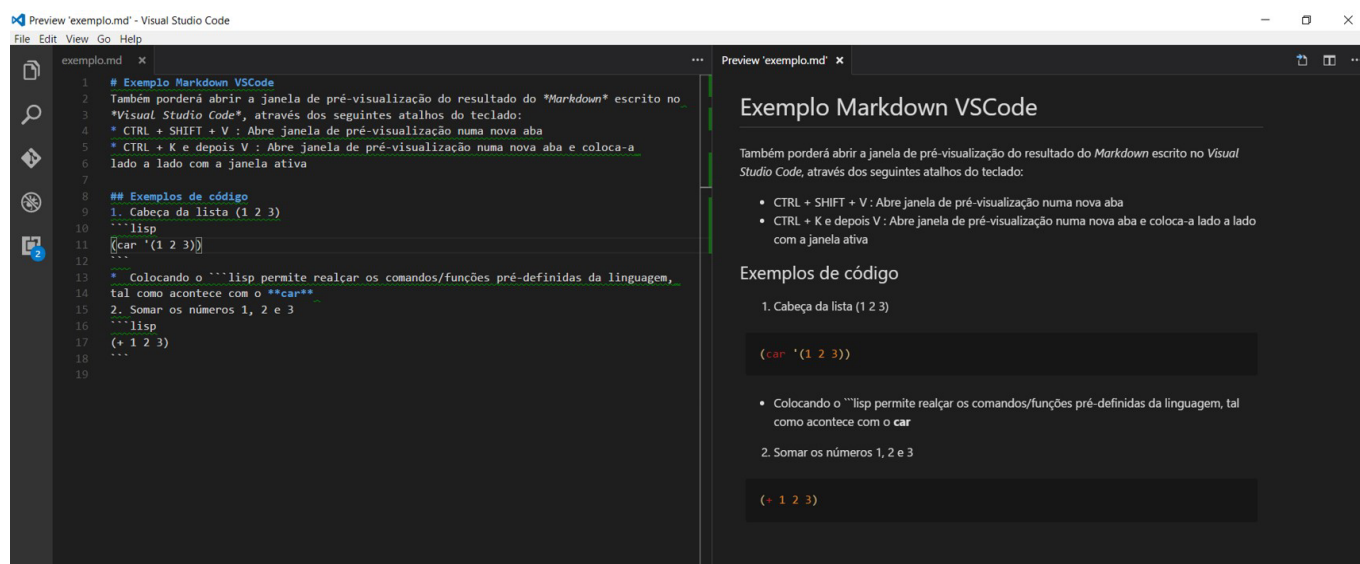 Preview 'exemplo.md' - Visual Studio Code
File Edit View Go Help
exemplo.md
1 # Exemplo Markdown VSCode
2 Também porderá abrir a janela de pré-visualização do resultado do *Markdown* escrito no
3 *Visual Studio Code*, através dos seguintes atalhos do teclado:
4 * CTRL + SHIFT + V : Abre janela de pré-visualização numa nova aba
5 * CTRL + K e depois V : Abre janela de pré-visualização numa nova aba e coloca-a
6 lado a lado com a janela ativa
7
8 ## Exemplos de código
9 1. Cabeça da lista (1 2 3)
10 ```lisp
11 (car '(1 2 3))
12 ```
13 *  Colocando o ```lisp permite realçar os comandos/funções pré-definidas da linguagem,
14 tal como acontece com o **car**
15 2. Somar os números 1, 2 e 3
16 ```lisp
17 (+ 1 2 3)
18 ```
19
2
Preview 'exemplo.md'
Exemplo Markdown VSCode
Também porderá abrir a janela de pré-visualização do resultado do Markdown escrito no Visual
Studio Code, através dos seguintes atalhos do teclado:
• CTRL + SHIFT + V : Abre janela de pré-visualização numa nova aba
• CTRL + K e depois V : Abre janela de pré-visualização numa nova aba e coloca-a lado a lado
com a janela ativa
Exemplos de código
1. Cabeça da lista (1 2 3)
(car '(1 2 3))
• Colocando o ```lisp permite realçar os comandos/funções pré-definidas da linguagem, tal
como acontece com o car
2. Somar os números 1, 2 e 3
(+ 1 2 3)